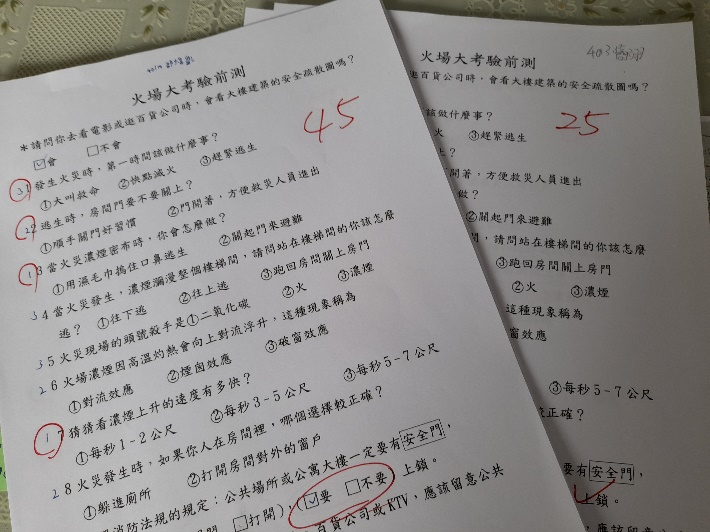 火場大考驗前測
45
*請問你去看電影或逛百貨公司時,會看大樓建築的安全疏散圖嗎?
☑會 □不會
3 1 發生火災時,第一時間該做什麼事?
①大叫救命 ②快點滅火 ③趕緊逃生
2 2 逃生時,房間門要不要關上?
①順手關門好習慣 ②門開著,方便救災人員進出
1 3 當火災濃煙密布時,你會怎麼做?
①用濕毛巾摀住口鼻逃生 ②關起門來避難
3 4 當火災發生,濃煙瀰漫整個樓梯間,請問站在樓梯間的你該怎麼
逃? ①往下逃 ②往上逃 ③跑回房間關上房門
3 5 火災現場的頭號殺手是①二氧化碳 ②火 ③濃煙
2 6 火場濃煙因高溫灼熱會向上對流浮升,這種現象稱為
①對流效應 ②煙囪效應 ③破窗效應
1 7 猜猜看濃煙上升的速度有多快?
①每秒1-2公尺 ②每秒3-5公尺 ③每秒5-7公尺
2 8 火災發生時,如果你人在房間裡,哪個選擇較正確?
①躲進廁所 ②打開房間對外的窗戶
消防法規的規定:公共場所或公寓大樓一定要有安全門,
□打開),(☑要 □不要)上鎖。
百貨公司或KTV,應該留意公共
火場大考驗前測
25
逛百貨公司時,會看大樓建築的安全疏散圖嗎?
該做什麼事?
火 ③趕緊逃生
上?
開著,方便救災人員進出
做?
②關起門來避難
間,請問站在樓梯間的你該怎麼
③跑回房間關上房門
②火 ③濃煙
這種現象稱為
窗效應
③每秒5-7公尺
正確?
要有安全門,
上鎖。
應該留意公共